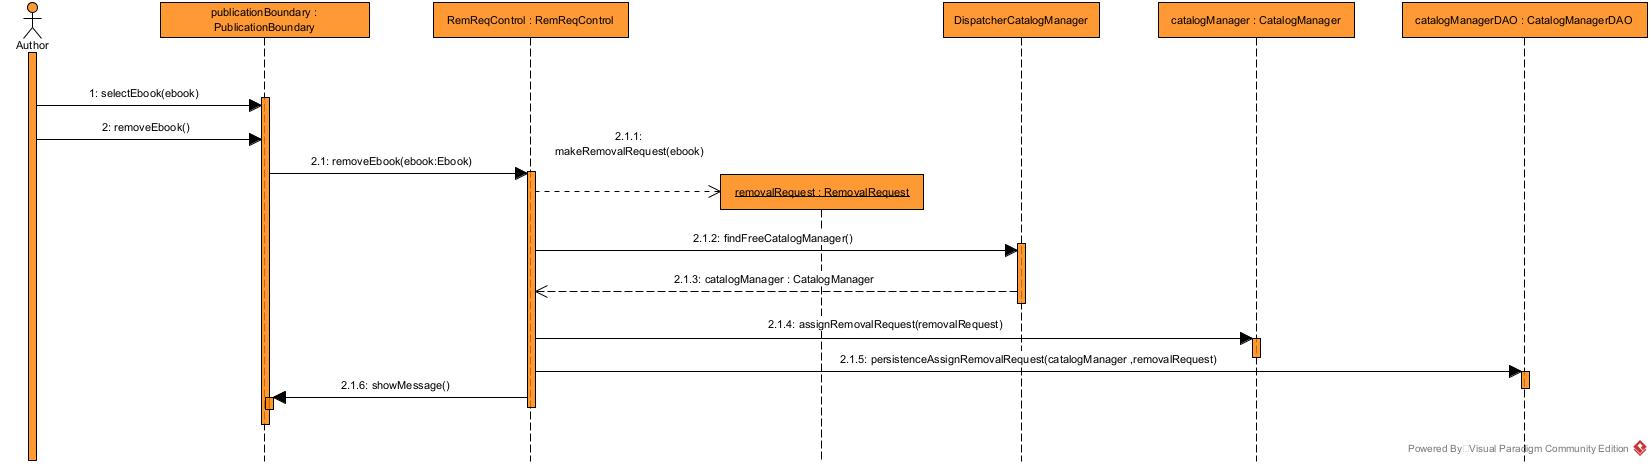 Author
publicationBoundary :
PublicationBoundary
RemReqControl : RemReqControl
DispatcherCatalogManager
catalogManager : CatalogManager
catalogManagerDAO : CatalogManagerDAO
1: selectEbook(ebook)
2: removeEbook()
2.1: removeEbook(ebook:Ebook)
2.1.1:
makeRemovalRequest(ebook)
removalRequest : RemovalRequest
2.1.2: findFreeCatalogManager()
2.1.3: catalogManager : CatalogManager
2.1.4: assignRemovalRequest(removalRequest)
2.1.5: persistenceAssignRemovalRequest(catalogManager ,removalRequest)
2.1.6: showMessage()
Powered By Visual Paradigm Community Edition